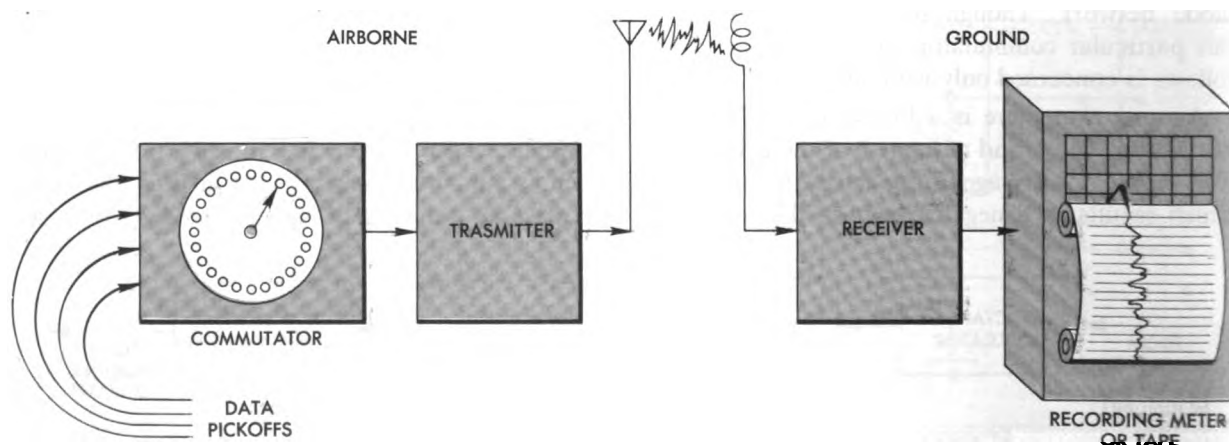 AIRBORNE
GROUND
TRASMITTER
RECEIVER
COMMUTATOR
DATA
PICKOFFS
RECORDING METER
OR TAPE